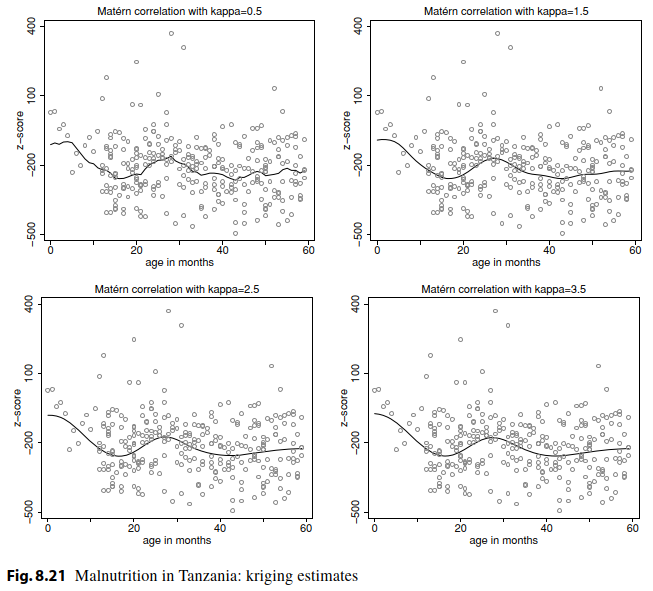 Matérn correlation with kappa=0.5
Matérn correlation with kappa=1.5
400
100
−200
−500
z−score
0
20
40
60
age in months
400
100
−200
−500
z−score
0
20
40
60
age in months
Matérn correlation with kappa=2.5
Matérn correlation with kappa=3.5
400
100
−200
−500
z−score
0
20
40
60
age in months
400
100
−200
−500
z−score
0
20
40
60
age in months
Fig. 8.21 Malnutrition in Tanzania: kriging estimates